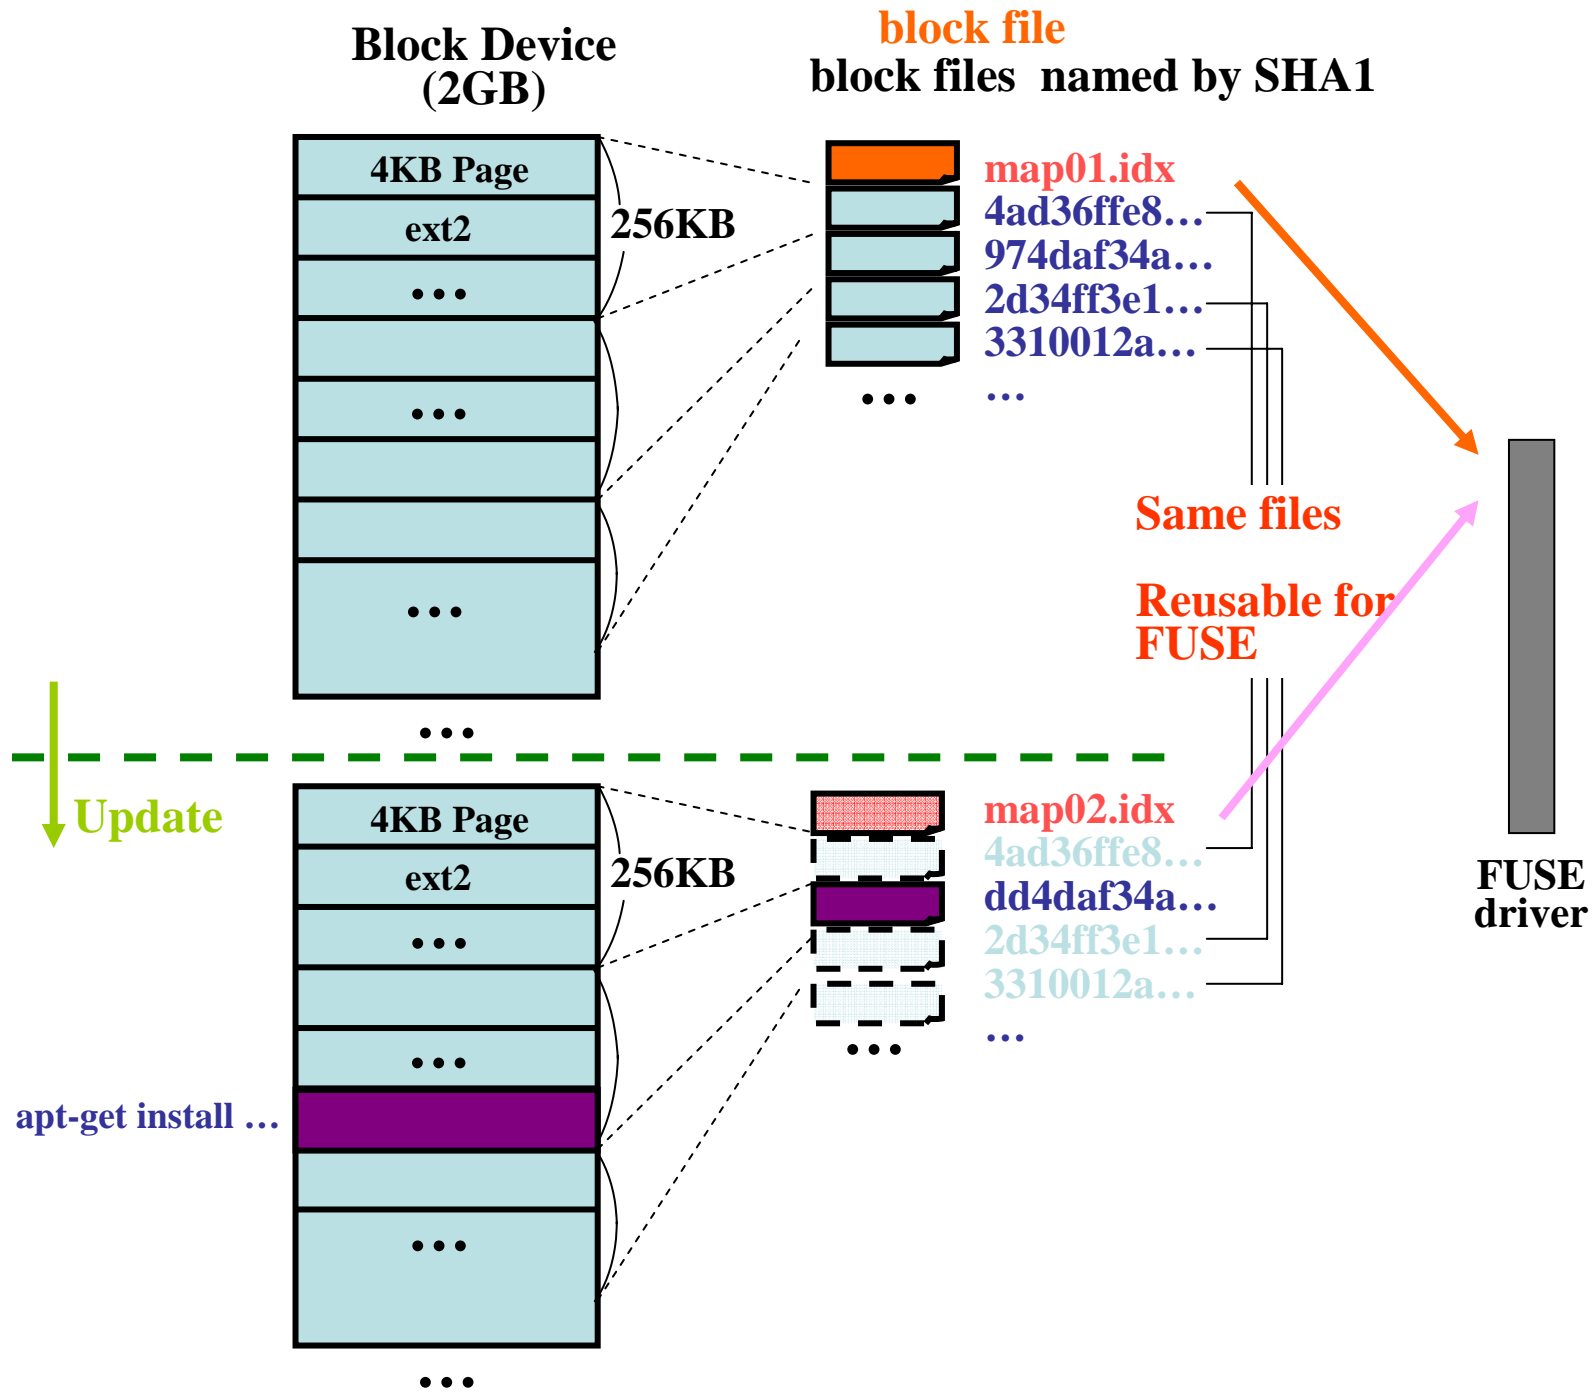 Block Device
(2GB)
block file
block files named by SHA1
4KB Page
ext2
...
256KB
...
...
...
map01.idx
4ad36ffe8...
974daf34a...
2d34ff3e1...
3310012a...
...
...
Same files
Reusable for
FUSE
Update
4KB Page
ext2
...
256KB
...
apt-get install ...
...
...
map02.idx
4ad36ffe8...
dd4daf34a...
2d34ff3e1...
3310012a...
...
...
FUSE
driver